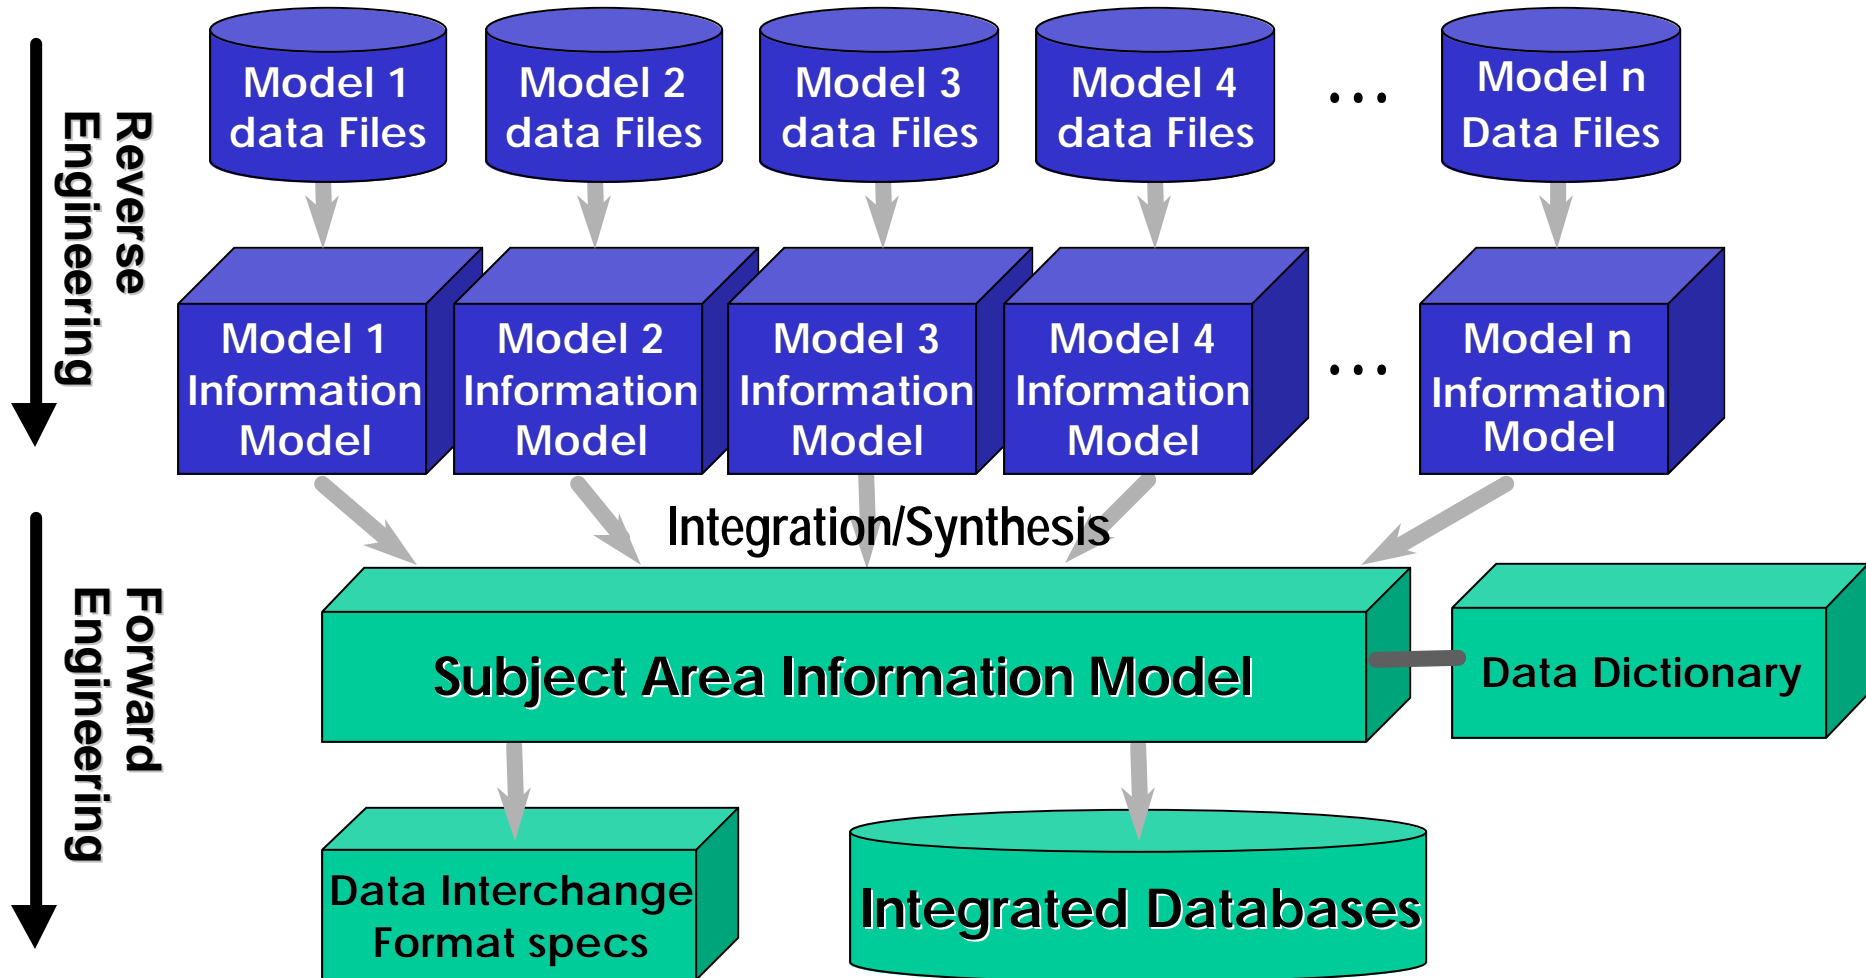 Reverse
Engineering
Model 1
data Files
Model 2
data Files
Model 3
data Files
Model 4
data Files
...
Model n
Data Files
Model 1
Information
Model
Model 2
Information
Model
Model 3
Information
Model
Model 4
Information
Model
...
Model n
Information
Model
Integration/Synthesis
Forward
Engineering
Subject Area Information Model
Data Dictionary
Data Interchange
Format specs
Integrated Databases